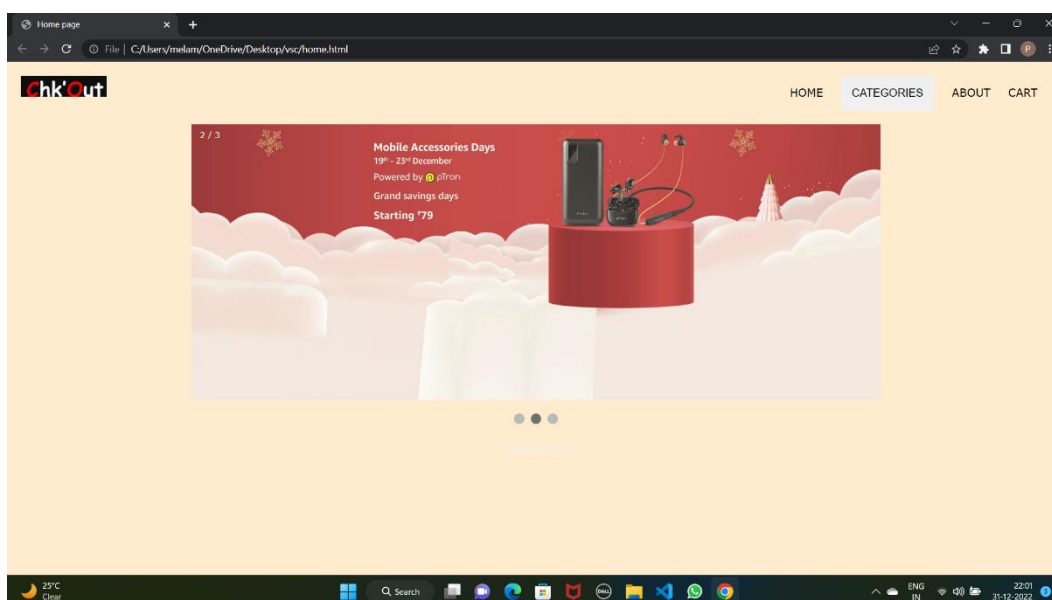 Home page
File | C:/Users/melam/OneDrive/Desktop/vsc/home.html
P
Chk'Out
HOME CATEGORIES ABOUT CART
2 / 3
Mobile Accessories Days
19th - 23rd December
Powered by pTron
Grand savings days
Starting ₹79
25°C
Clear
Search
DELL
ENG
IN
22:01
31-12-2022
3